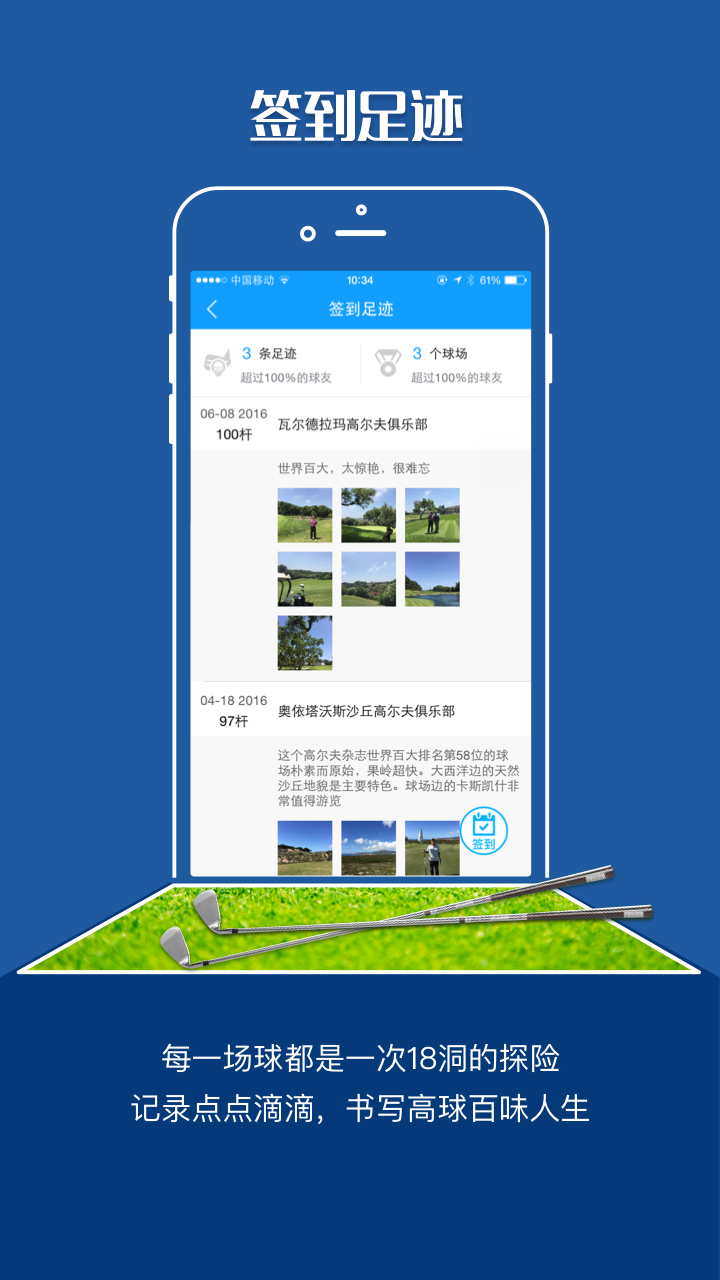 签到足迹
中国移动 10:34 61%
签到足迹
3 条足迹 3 个球场
超过100%的球友 超过100%的球友
06-08 2016
100杆 瓦尔德拉玛高尔夫俱乐部
世界百大，太惊艳，很难忘
04-18 2016
97杆 奥依塔沃斯沙丘高尔夫俱乐部
这个高尔夫杂志世界百大排名第58位的球
场朴素而原始，果岭超快。大西洋边的天然
沙丘地貌是主要特色。球场边的卡斯凯什非
常值得游览
签到
每一场球都是一次18洞的探险
记录点点滴滴，书写高球百味人生